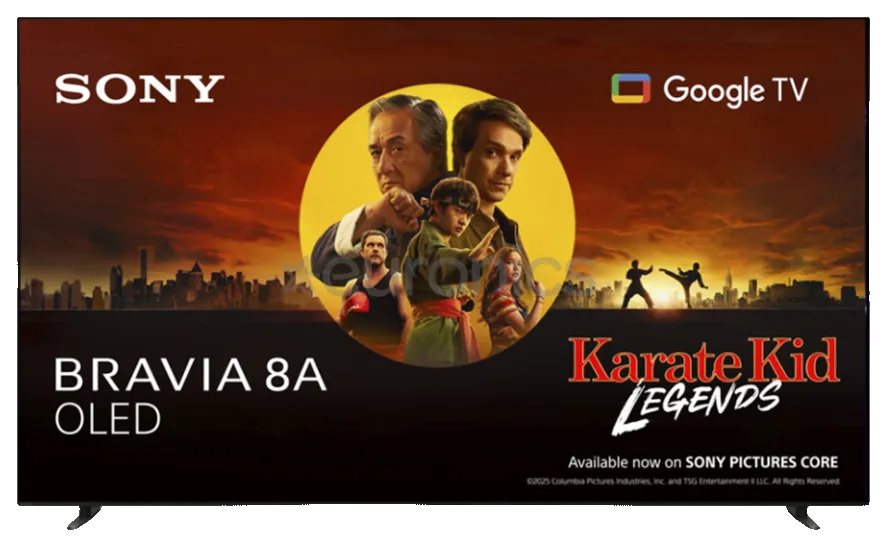 SONY
Google TV
euronics
BRAVIA 8A
OLED
Karate Kid
LEGENDS
Available now on SONY PICTURES CORE
©2025 Columbia Pictures Industries, Inc. and TSG Entertainment II LLC. All Rights Reserved.